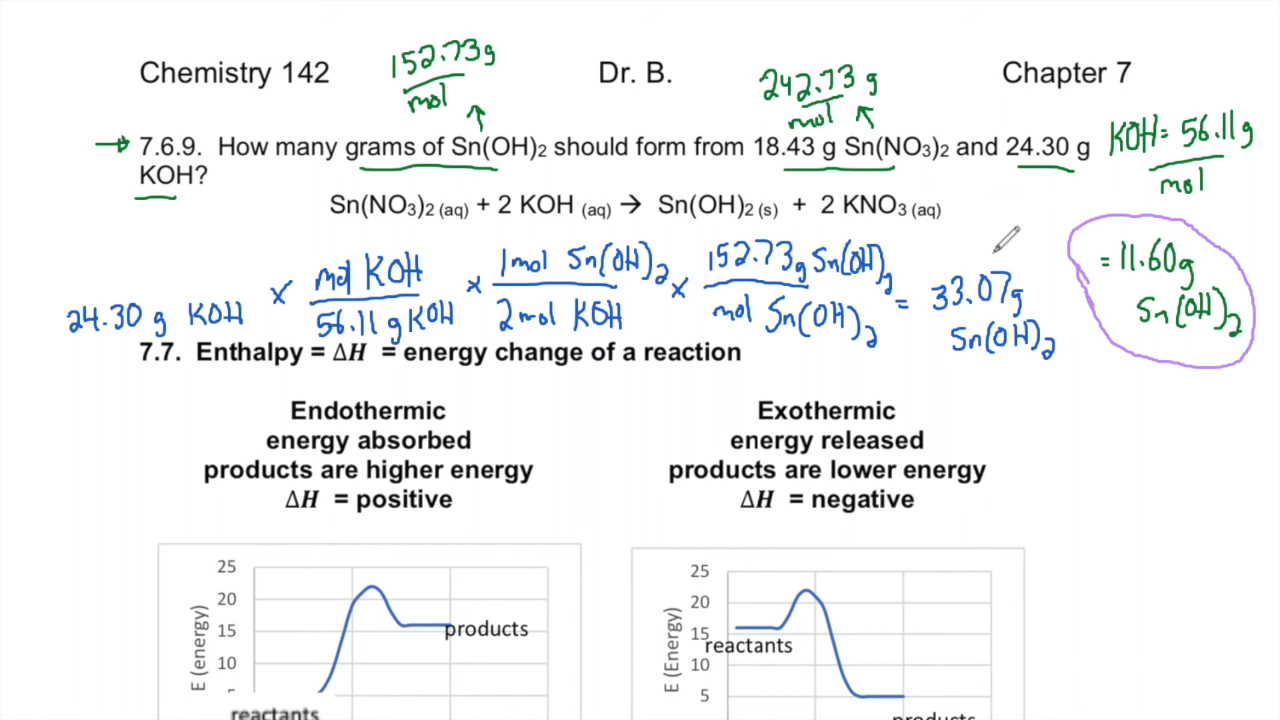 152.73g
mol
Chemistry 142 Dr. B. Chapter 7
242.73 g
mol
7.6.9. How many grams of Sn(OH)2 should form from 18.43 g Sn(NO3)2 and 24.30 g
KOH?
KOH = 56.11g
mol
Sn(NO3)2 (aq) + 2 KOH (aq) → Sn(OH)2 (s) + 2 KNO3 (aq)
24.30 g KOH × mol KOH / 56.11 g KOH × 1mol Sn(OH)2 / 2 mol KOH × 152.73g Sn(OH)2 / mol Sn(OH)2 = 33.07g
Sn(OH)2
= 11.60g
Sn(OH)2
7.7. Enthalpy = ΔH = energy change of a reaction
Endothermic
energy absorbed
products are higher energy
ΔH = positive
Exothermic
energy released
products are lower energy
ΔH = negative
E (energy)
25
20
15
10
products
reactants
E (Energy)
25
20
15
10
5
reactants
products